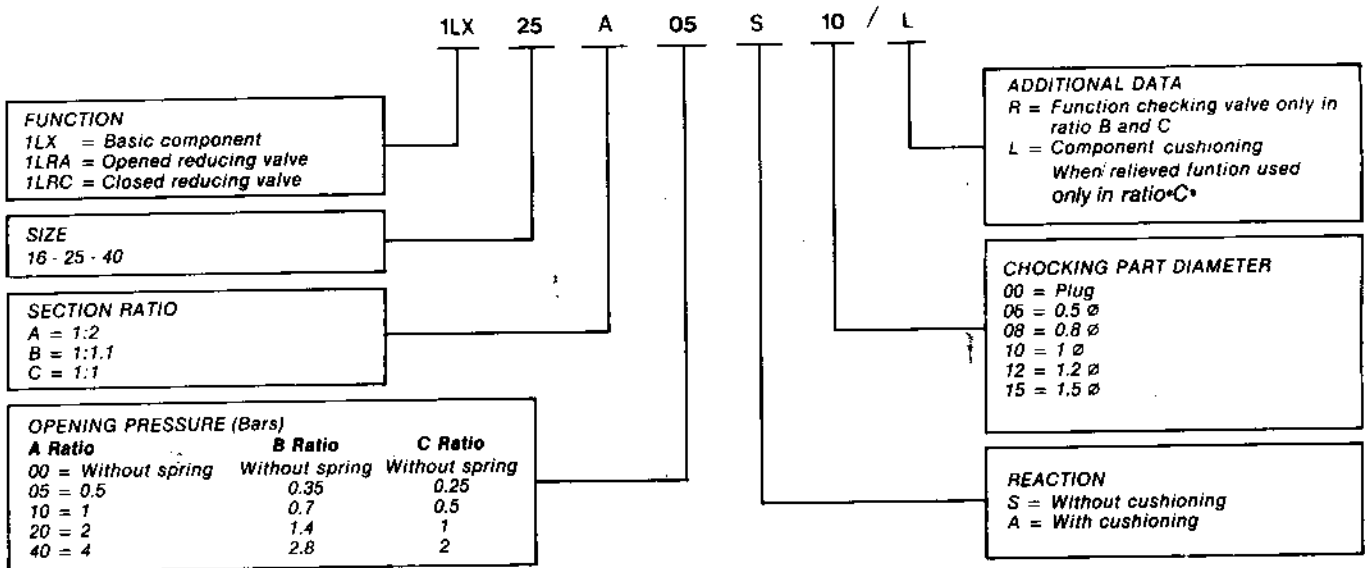 1LX 25 A 05 S 10 / L
FUNCTION
1LX = Basic component
1LRA = Opened reducing valve
1LRC = Closed reducing valve
SIZE
16 - 25 - 40
SECTION RATIO
A = 1:2
B = 1:1.1
C = 1:1
OPENING PRESSURE (Bars)
A Ratio B Ratio C Ratio
00 = Without spring Without spring Without spring
05 = 0.5 0.35 0.25
10 = 1 0.7 0.5
20 = 2 1.4 1
40 = 4 2.8 2
ADDITIONAL DATA
R = Function checking valve only in
ratio B and C
L = Component cushioning
When relieved funtion used
only in ratio•C•
CHOCKING PART DIAMETER
00 = Plug
06 = 0.5 ø
08 = 0.8 ø
10 = 1 ø
12 = 1.2 ø
15 = 1.5 ø
REACTION
S = Without cushioning
A = With cushioning